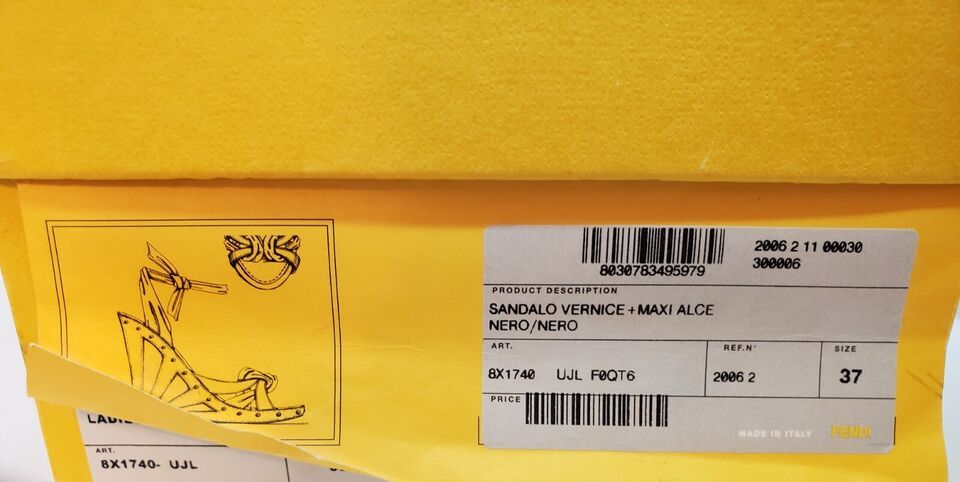 8030783495979
2006 2 11 00030
300006
PRODUCT DESCRIPTION
SANDALO VERNICE + MAXI ALCE
NERO/NERO
ART.
8X1740 UJL F0QT6
REF.N°
2006 2
SIZE
37
PRICE
MADE IN ITALY FENDI
ART.
8X1740- UJL